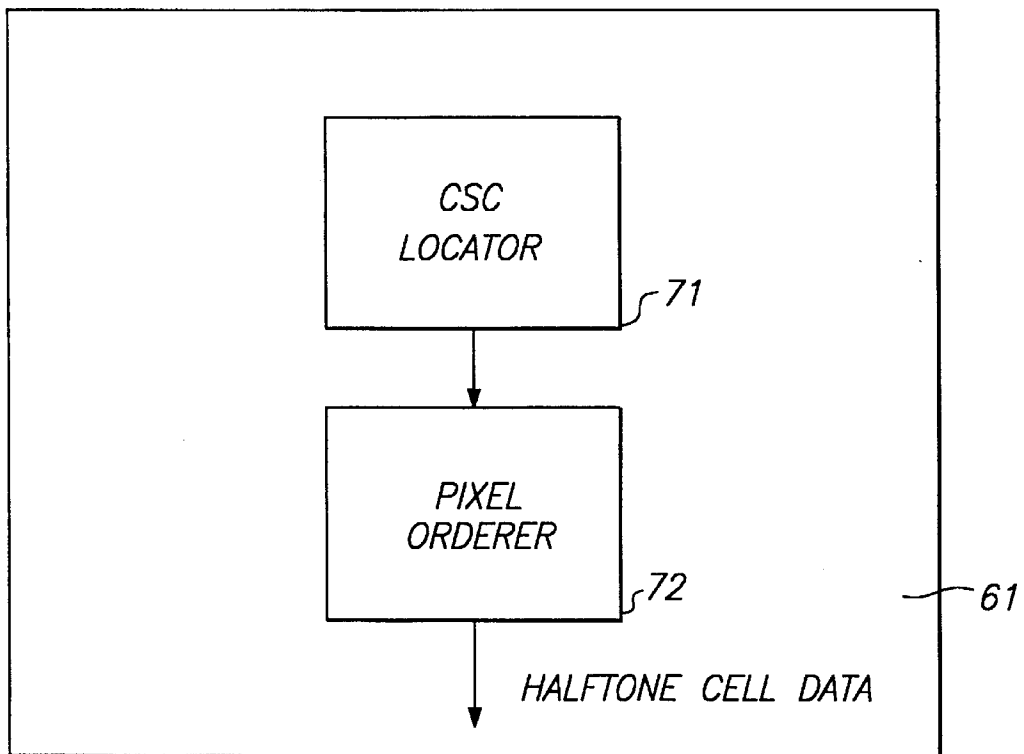 CSC
LOCATOR
71
PIXEL
ORDERER
72
61
HALFTONE CELL DATA